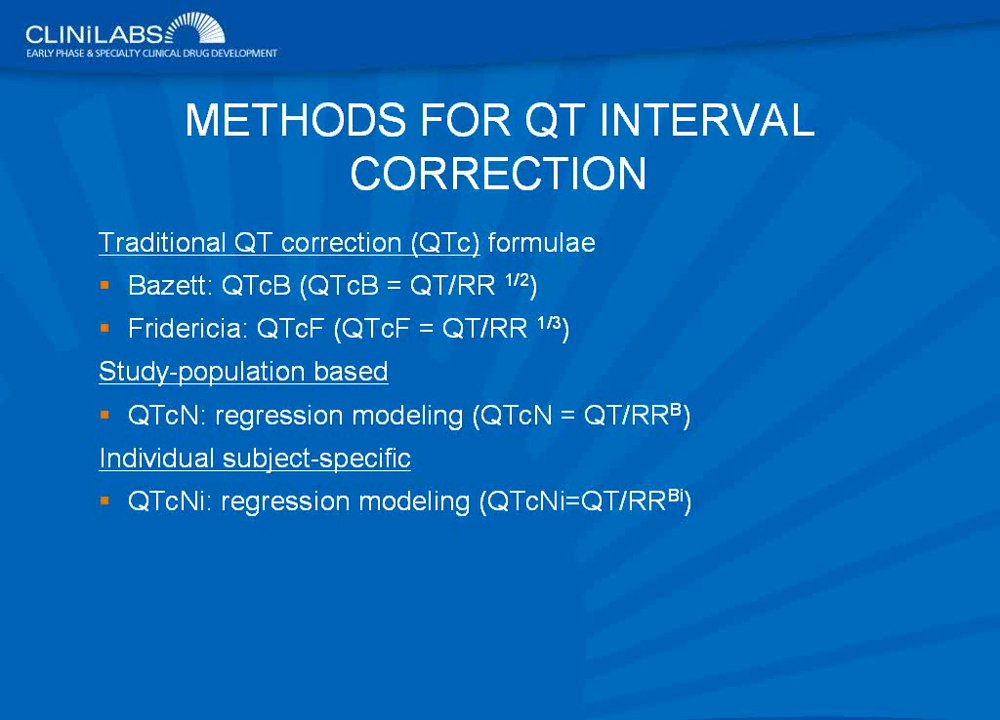 CLINiLABS
EARLY PHASE & SPECIALTY CLINICAL DRUG DEVELOPMENT
METHODS FOR QT INTERVAL
CORRECTION
Traditional QT correction (QTc) formulae
▪ Bazett: QTcB (QTcB = QT/RR ^1/2)
▪ Fridericia: QTcF (QTcF = QT/RR ^1/3)
Study-population based
▪ QTcN: regression modeling (QTcN = QT/RR^B)
Individual subject-specific
▪ QTcNi: regression modeling (QTcNi=QT/RR^Bi)